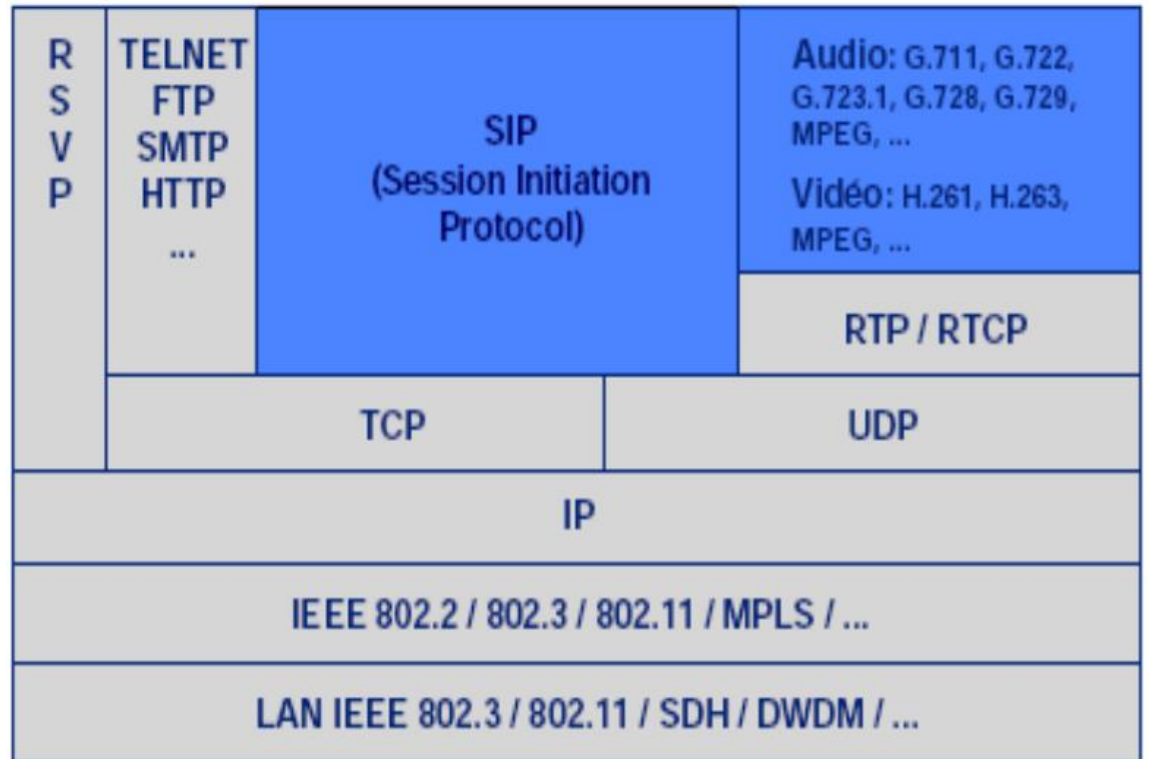 R
S
V
P
TELNET
FTP
SMTP
HTTP
...
SIP
(Session Initiation
Protocol)
Audio: G.711, G.722,
G.723.1, G.728, G.729,
MPEG, ...
Vidéo: H.261, H.263,
MPEG, ...
RTP / RTCP
TCP
UDP
IP
IEEE 802.2 / 802.3 / 802.11 / MPLS / ...
LAN IEEE 802.3 / 802.11 / SDH / DWDM / ...